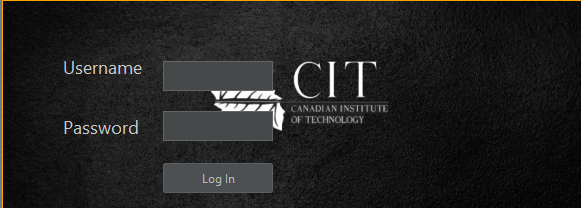 Username
CIT
CANADIAN INSTITUTE
OF TECHNOLOGY
Password
Log In